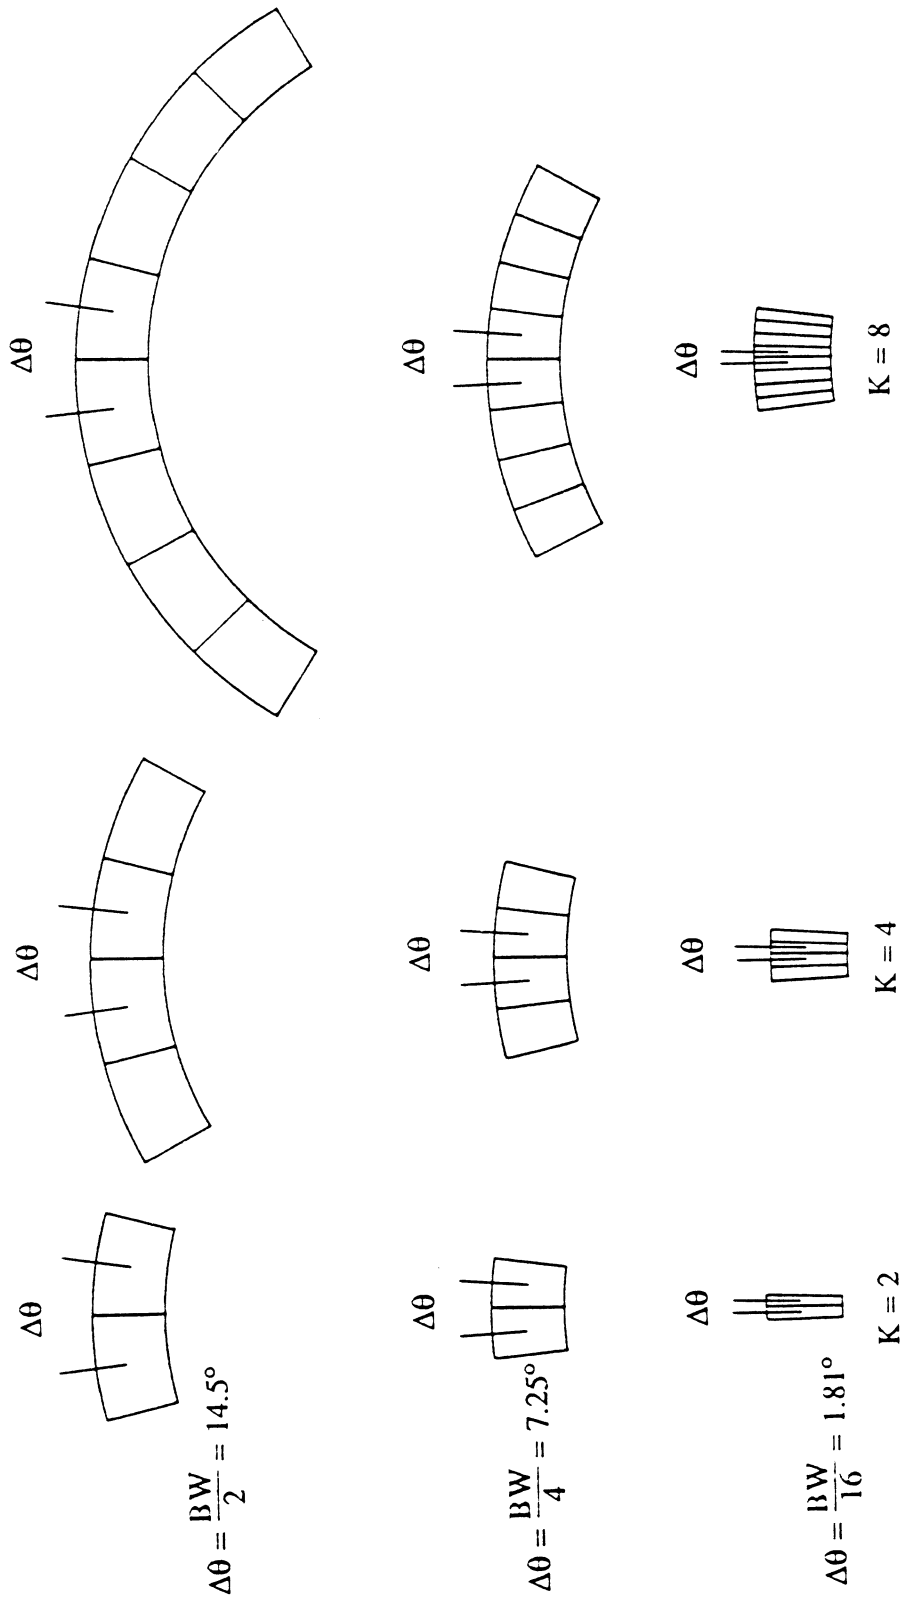 Δθ
Δθ
Δθ
Δθ = BW/2 = 14.5°
Δθ
Δθ
Δθ
Δθ = BW/4 = 7.25°
Δθ
Δθ
Δθ
Δθ = BW/16 = 1.81°
K = 2
K = 4
K = 8